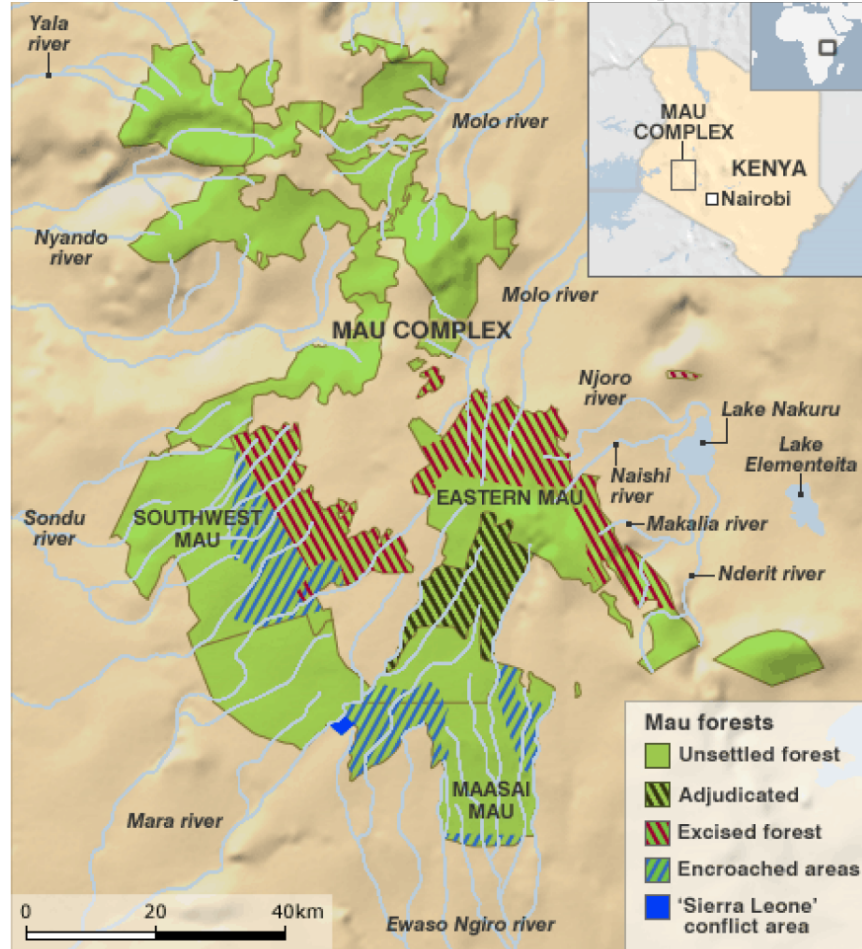 Yala
river
Molo river
MAU
COMPLEX
KENYA
Nairobi
Nyando
river
Molo river
MAU COMPLEX
Njoro
river
Lake Nakuru
Lake
Elementeita
Naishi
river
EASTERN MAU
SOUTHWEST
MAU
Sondu
river
Makalia river
Nderit river
MAASAI
MAU
Mara river
Ewaso Ngiro river
0 20 40km
Mau forests
Unsettled forest
Adjudicated
Excised forest
Encroached areas
'Sierra Leone'
conflict area